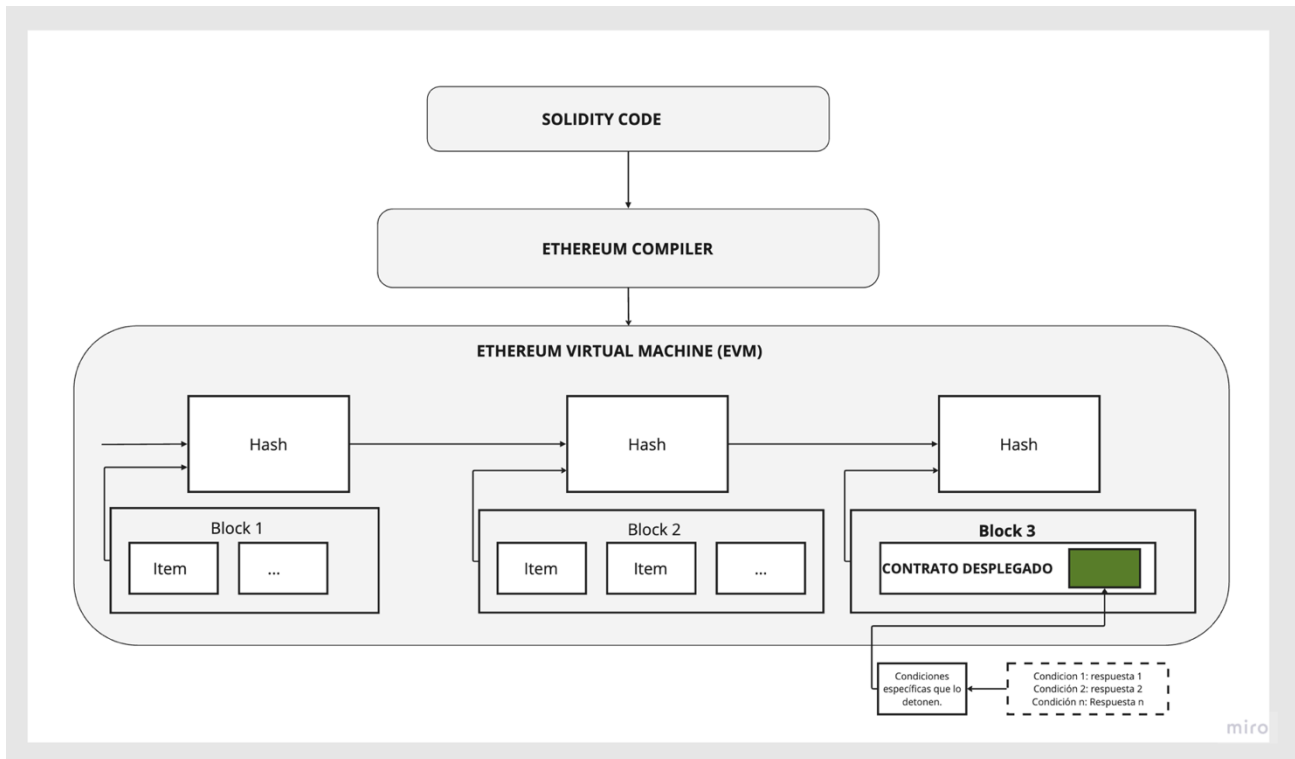 SOLIDITY CODE
ETHEREUM COMPILER
ETHEREUM VIRTUAL MACHINE (EVM)
Hash
Hash
Hash
Block 1
Item
...
Block 2
Item
Item
...
Block 3
CONTRATO DESPLEGADO
Condiciones
específicas que lo
detonen.
Condicion 1: respuesta 1
Condición 2: respuesta 2
Condición n: Respuesta n
miro